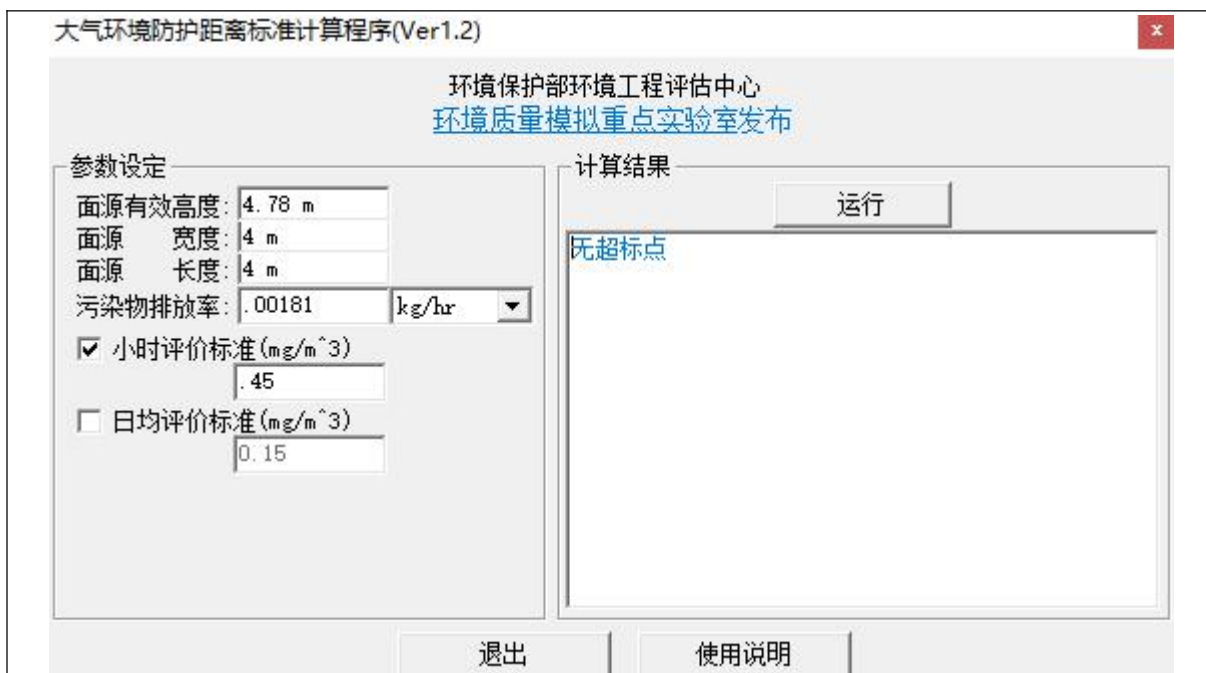 大气环境防护距离标准计算程序(Ver1.2)
x
环境保护部环境工程评估中心
环境质量模拟重点实验室发布
参数设定
面源有效高度: 4.78 m
面源 宽度: 4 m
面源 长度: 4 m
污染物排放率: .00181 kg/hr
小时评价标准(mg/m^3)
.45
日均评价标准(mg/m^3)
0.15
计算结果
运行
无超标点
退出
使用说明